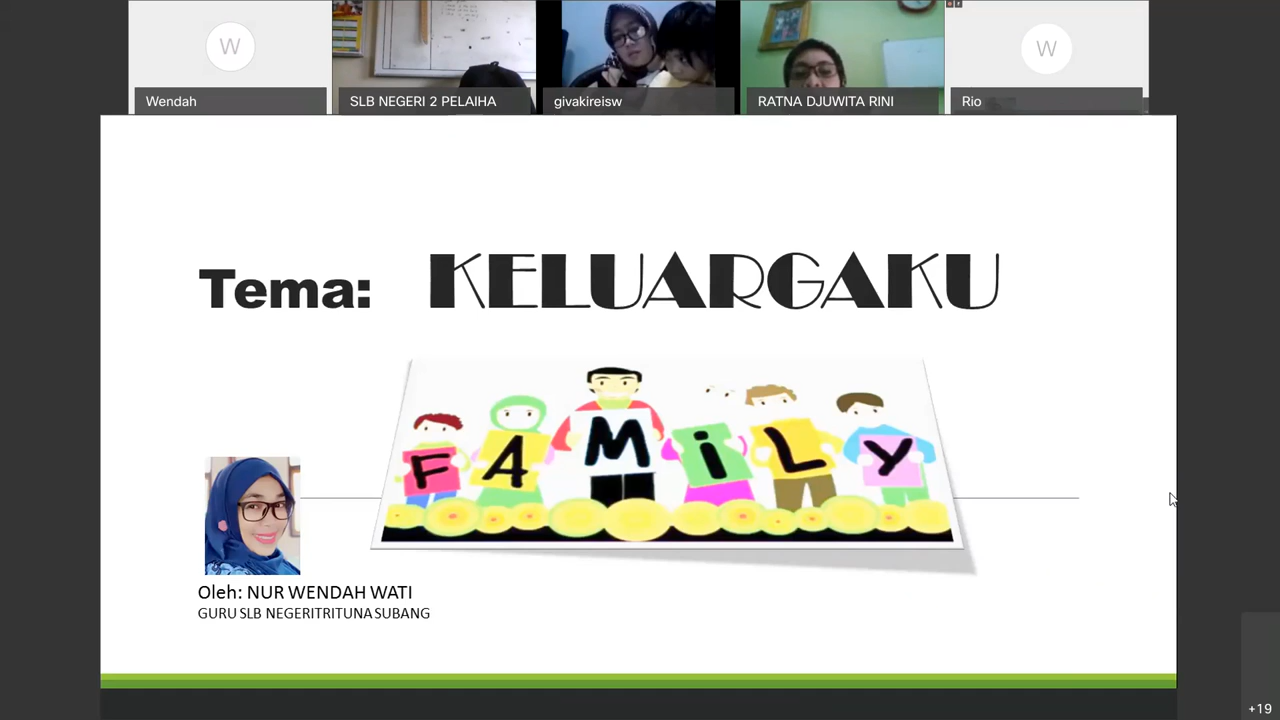 W
Wendah
SLB NEGERI 2 PELAIHA
givakireisw
RATNA DJUWITA RINI
W
Rio
Tema: KELUARGAKU
FAMiLY
Oleh: NUR WENDAH WATI
GURU SLB NEGERITRITUNA SUBANG
+19